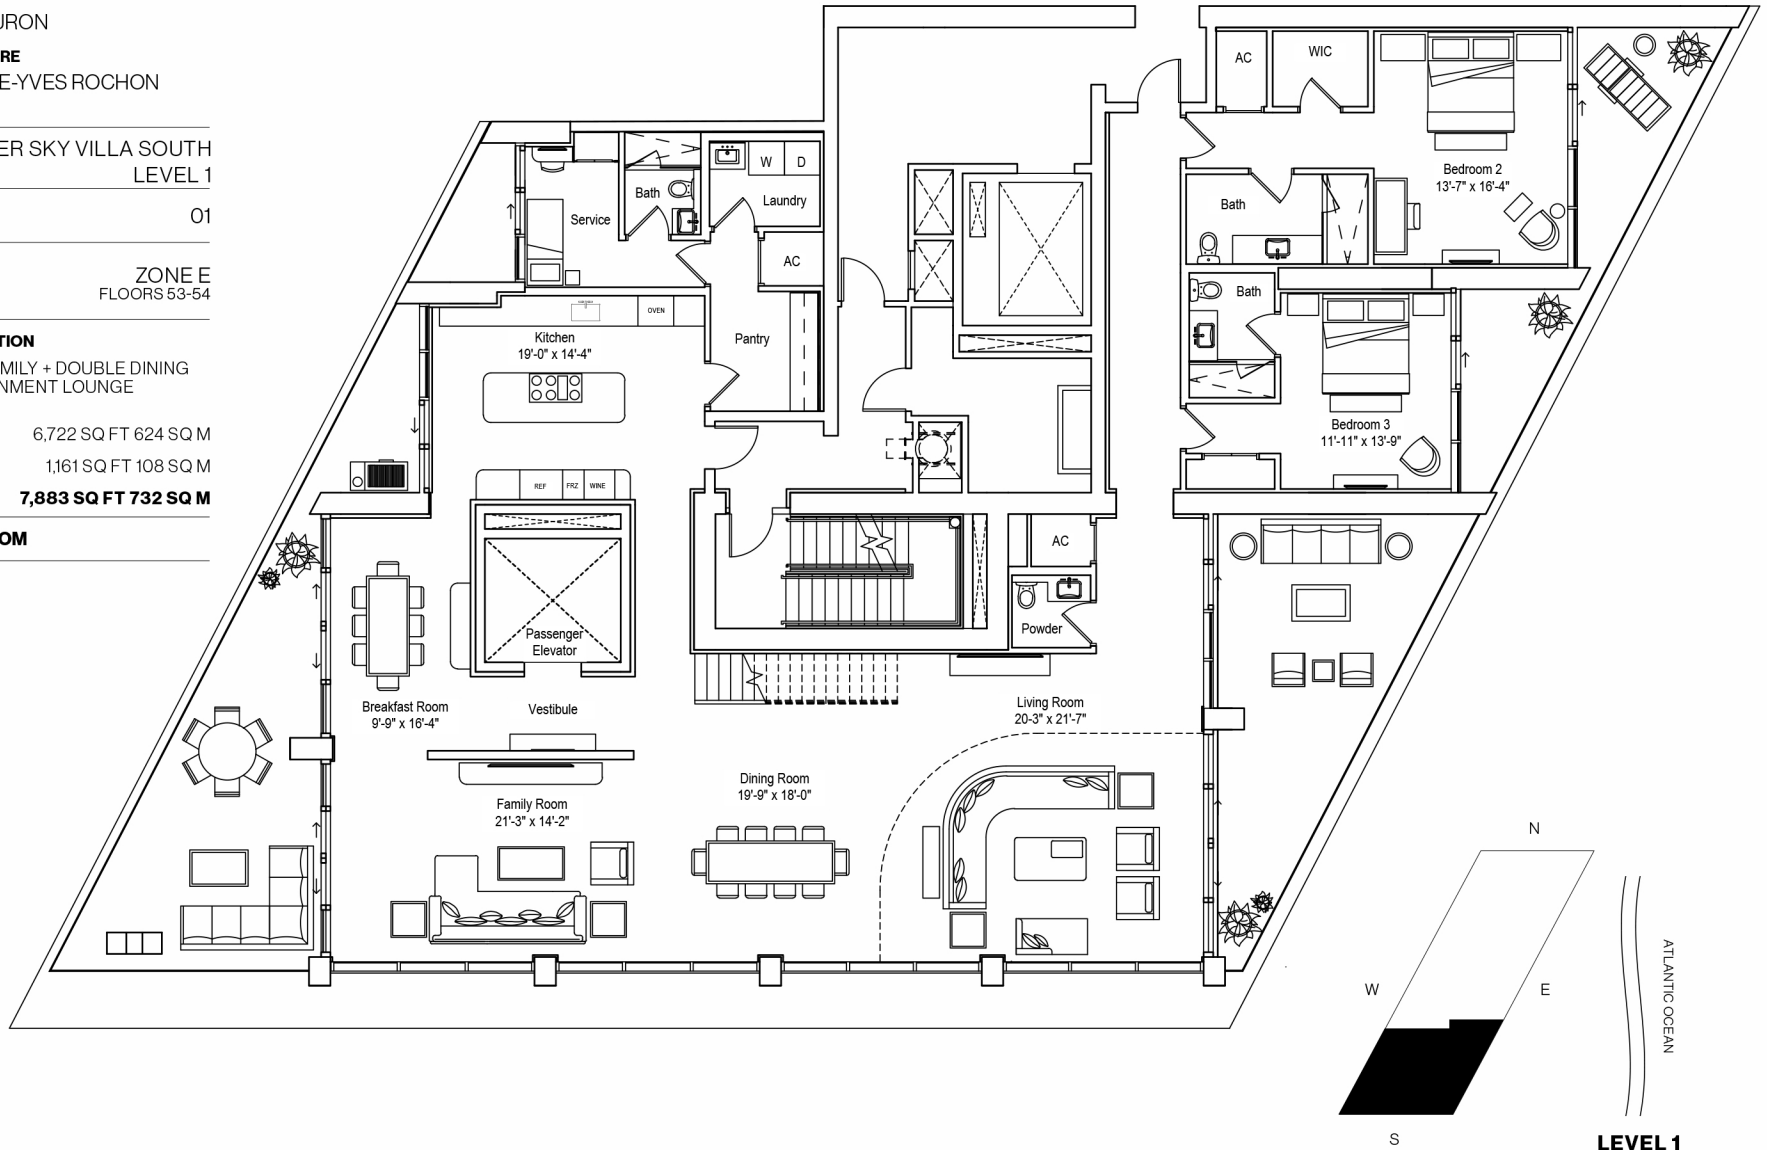 URON
RE
E-YVES ROCHON
ER SKY VILLA SOUTH
LEVEL 1
01
ZONE E
FLOORS 53-54
TION
MILY + DOUBLE DINING
NMENT LOUNGE
6,722 SQ FT 624 SQ M
1,161 SQ FT 108 SQ M
7,883 SQ FT 732 SQ M
OM
AC
WIC
Bedroom 2
13'-7" x 16'-4"
Bath
W
D
Bath
Laundry
Service
AC
Bath
OVEN
Kitchen
19'-0" x 14'-4"
Pantry
Bedroom 3
11'-11" x 13'-9"
REF
FRZ
WINE
AC
Passenger
Elevator
Powder
Breakfast Room
9'-9" x 16'-4"
Vestibule
Living Room
20-3" x 21'-7"
Dining Room
19'-9" x 18'-0"
Family Room
21'-3" x 14'-2"
N
W
E
S
ATLANTIC OCEAN
LEVEL 1